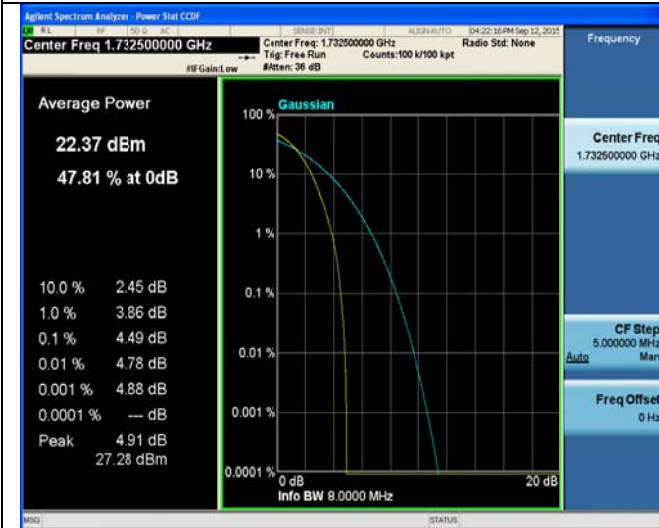 Agilent Spectrum Analyzer - Power Stat CCDF
RL RF 50 Ω AC SENSE:INT ALIGN AUTO 04:22:16 PM Sep 12, 2015
Center Freq 1.732500000 GHz
Center Freq: 1.732500000 GHz Radio Std: None
Trig: Free Run Counts:100 k/100 kpt
#IFGain:Low #Atten: 36 dB
Frequency
Average Power
22.37 dBm
47.81 % at 0dB
10.0 % 2.45 dB
1.0 % 3.86 dB
0.1 % 4.49 dB
0.01 % 4.78 dB
0.001 % 4.88 dB
0.0001 % --- dB
Peak 4.91 dB
27.28 dBm
Gaussian
100 %
10 %
1 %
0.1 %
0.01 %
0.001 %
0.0001 %
0 dB 20 dB
Info BW 8.0000 MHz
Center Freq
1.732500000 GHz
CF Step
5.000000 MHz
Auto Man
Freq Offset
0 Hz
MSG STATUS